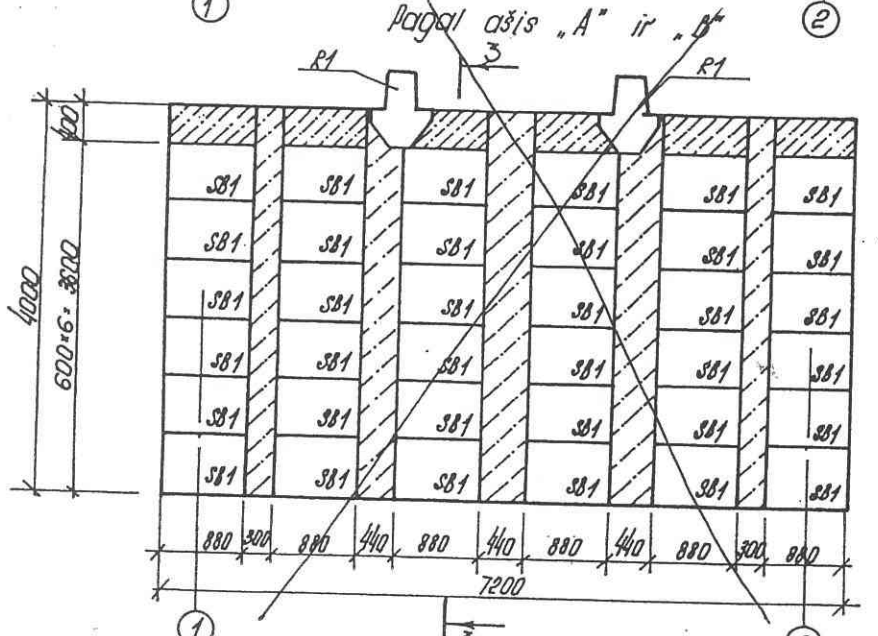 1
2
Pagal ašis "A" ir "B"
3
R1
R1
400
SB1 SB1 SB1 SB1 SB1 SB1
SB1 SB1 SB1 SB1 SB1 SB1
SB1 SB1 SB1 SB1 SB1 SB1
SB1 SB1 SB1 SB1 SB1 SB1
SB1 SB1 SB1 SB1 SB1 SB1
SB1 SB1 SB1 SB1 SB1 SB1
4000
600×6=3600
880 300 880 440 880 440 880 440 880 300 880
7200
1